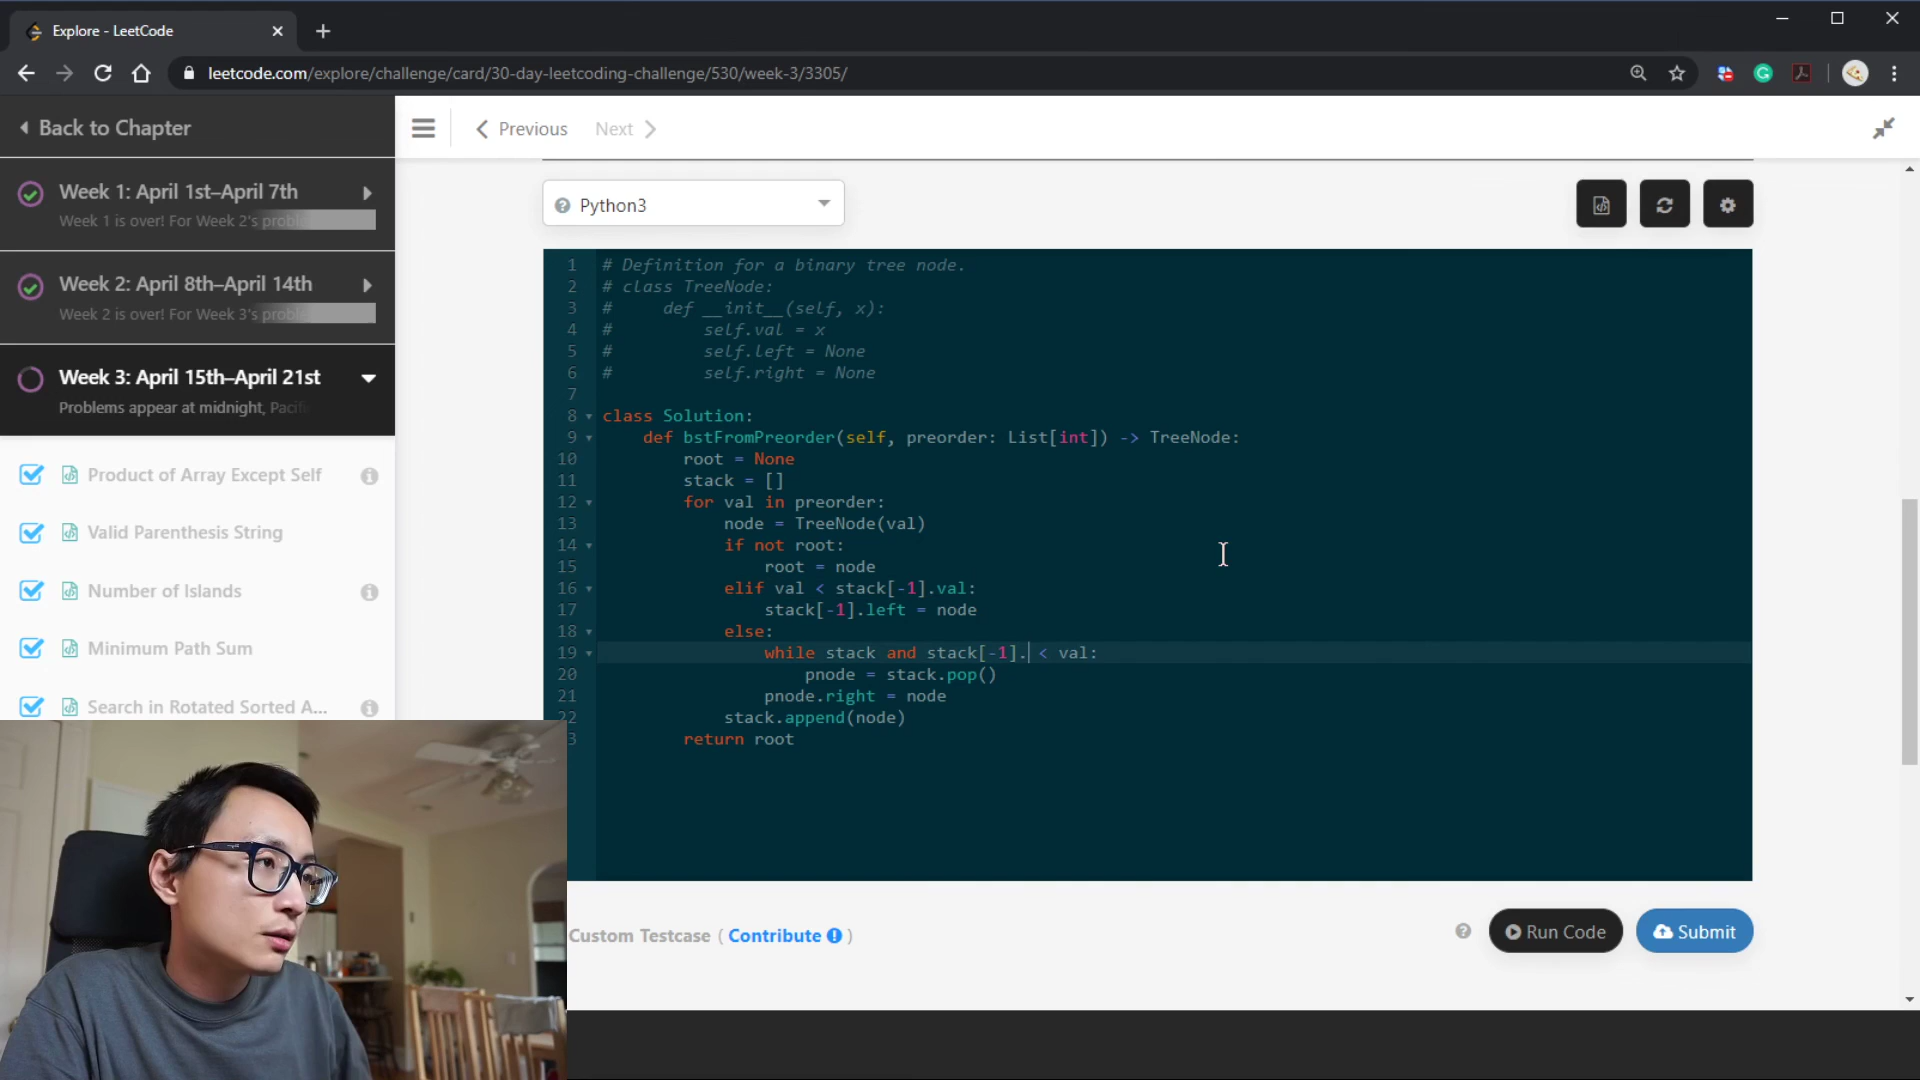 Explore - LeetCode
leetcode.com/explore/challenge/card/30-day-leetcoding-challenge/530/week-3/3305/
Back to Chapter
Previous
Next
Week 1: April 1st–April 7th
Week 1 is over! For Week 2's
Week 2: April 8th–April 14th
Week 2 is over! For Week 3's
Week 3: April 15th–April 21st
Problems appear at midnight,
Product of Array Except Self
Valid Parenthesis String
Number of Islands
Minimum Path Sum
Search in Rotated Sorted A...
Python3
1 # Definition for a binary tree node.
2 # class TreeNode:
3 #     def __init__(self, x):
4 #         self.val = x
5 #         self.left = None
6 #         self.right = None
7
8 class Solution:
9     def bstFromPreorder(self, preorder: List[int]) -> TreeNode:
10         root = None
11         stack = []
12         for val in preorder:
13             node = TreeNode(val)
14             if not root:
15                 root = node
16             elif val < stack[-1].val:
17                 stack[-1].left = node
18             else:
19                 while stack and stack[-1]. < val:
20                     pnode = stack.pop()
21                 pnode.right = node
22             stack.append(node)
3         return root
Custom Testcase ( Contribute )
Run Code
Submit